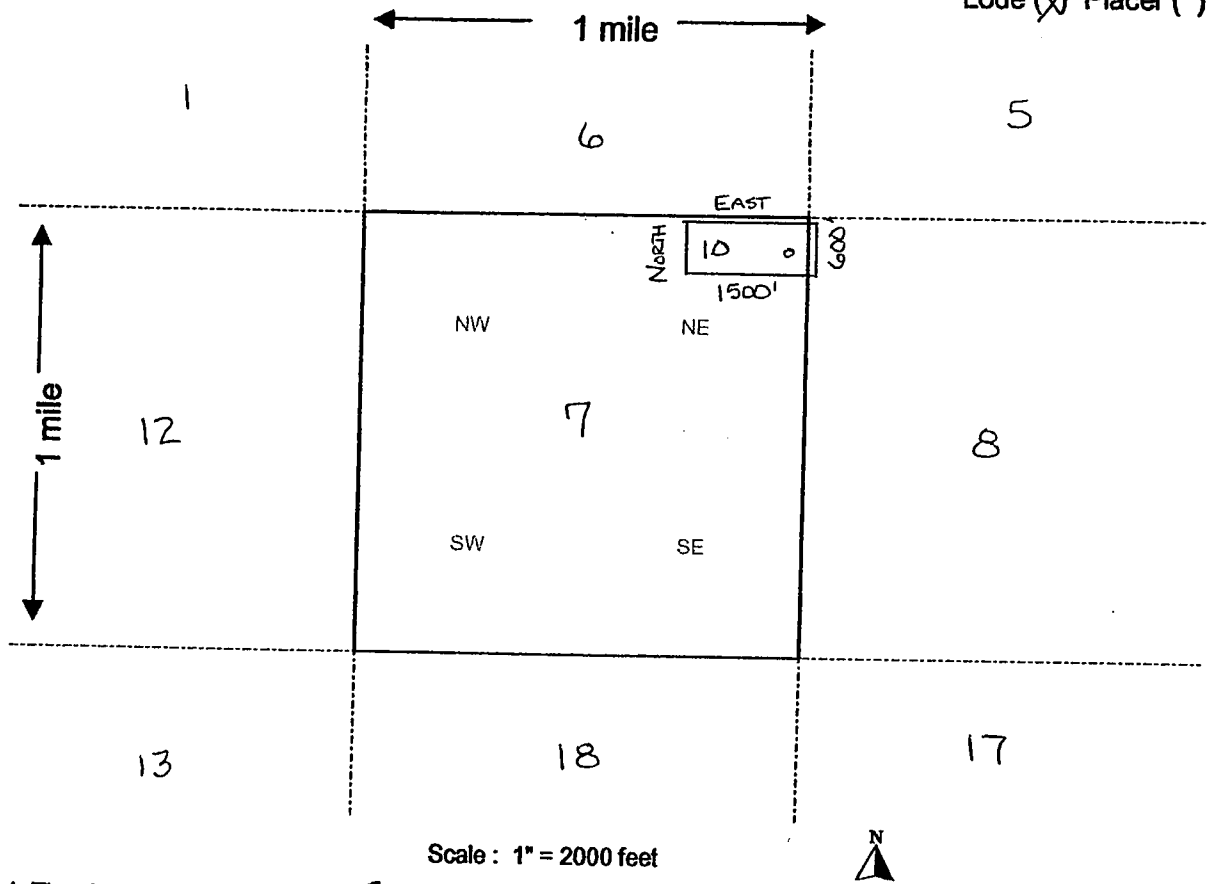 Lode (X) Placer ( )
1 mile
1
6
5
EAST
NORTH
10
600'
1500'
NW
NE
1 mile
12
7
8
SW
SE
13
18
17
Scale : 1" = 2000 feet
N